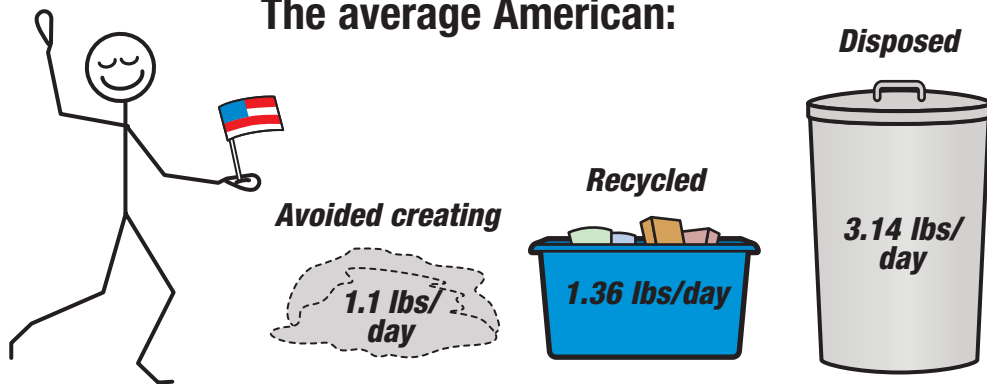 The average American:
Disposed
Recycled
Avoided creating
3.14 lbs/
day
1.36 lbs/day
1.1 lbs/
day